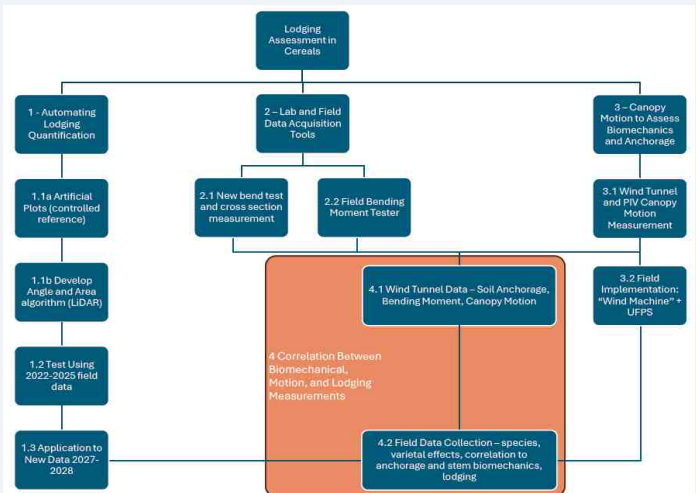 Lodging
Assessment in
Cereals
1 - Automating
Lodging
Quantification
2 – Lab and Field
Data Acquisition
Tools
3 – Canopy
Motion to Assess
Biomechanics
and Anchorage
1.1a Artificial
Plots (controlled
reference)
2.1 New bend test
and cross section
measurement
2.2 Field Bending
Moment Tester
3.1 Wind Tunnel
and PIV Canopy
Motion
Measurement
1.1b Develop
Angle and Area
algorithm (LiDAR)
4.1 Wind Tunnel Data – Soil Anchorage,
Bending Moment, Canopy Motion
3.2 Field
Implementation:
"Wind Machine" +
UFPS
4 Correlation Between
Biomechanical,
Motion, and Lodging
Measurements
1.2 Test Using
2022-2025 field
data
1.3 Application to
New Data 2027-
2028
4.2 Field Data Collection – species,
varietal effects, correlation to
anchorage and stem biomechanics,
lodging